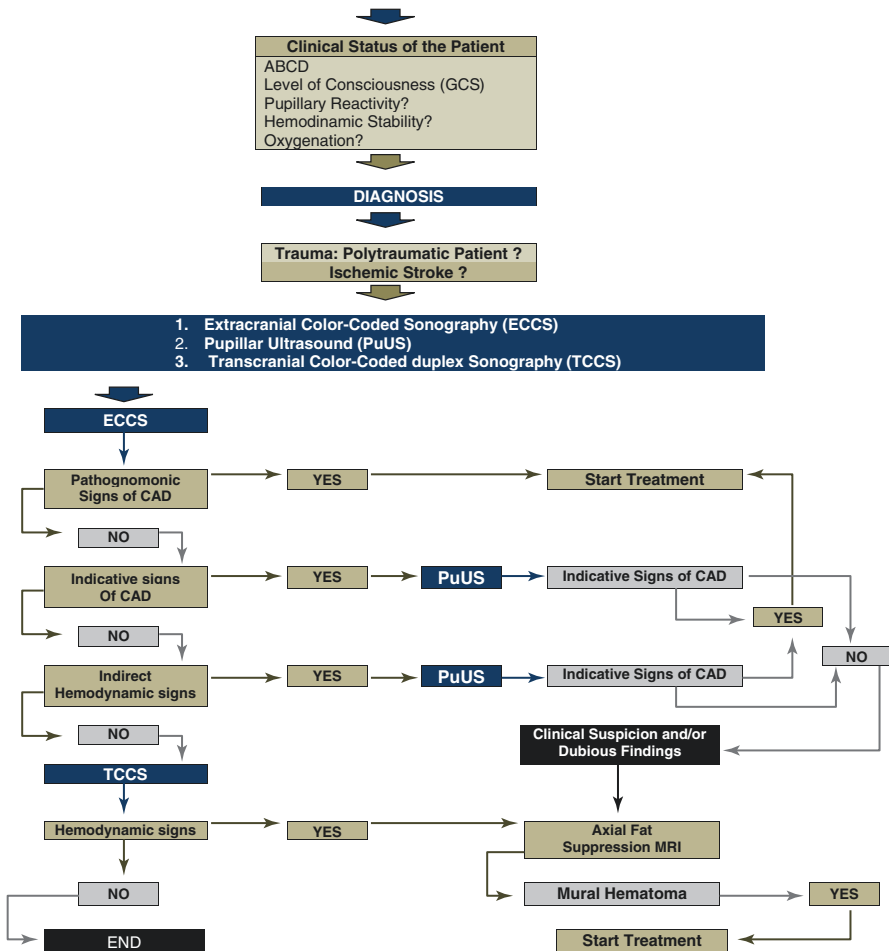 Clinical Status of the Patient
ABCD
Level of Consciousness (GCS)
Pupillary Reactivity?
Hemodinamic Stability?
Oxygenation?
DIAGNOSIS
Trauma: Polytraumatic Patient ?
Ischemic Stroke ?
1. Extracranial Color-Coded Sonography (ECCS)
2. Pupillar Ultrasound (PuUS)
3. Transcranial Color-Coded duplex Sonography (TCCS)
ECCS
Pathognomonic
Signs of CAD
YES
Start Treatment
NO
Indicative signs
Of CAD
YES
PuUS
Indicative Signs of CAD
YES
NO
NO
Indirect
Hemodynamic signs
YES
PuUS
Indicative Signs of CAD
NO
Clinical Suspicion and/or
Dubious Findings
TCCS
Hemodynamic signs
YES
Axial Fat
Suppression MRI
NO
Mural Hematoma
YES
END
Start Treatment